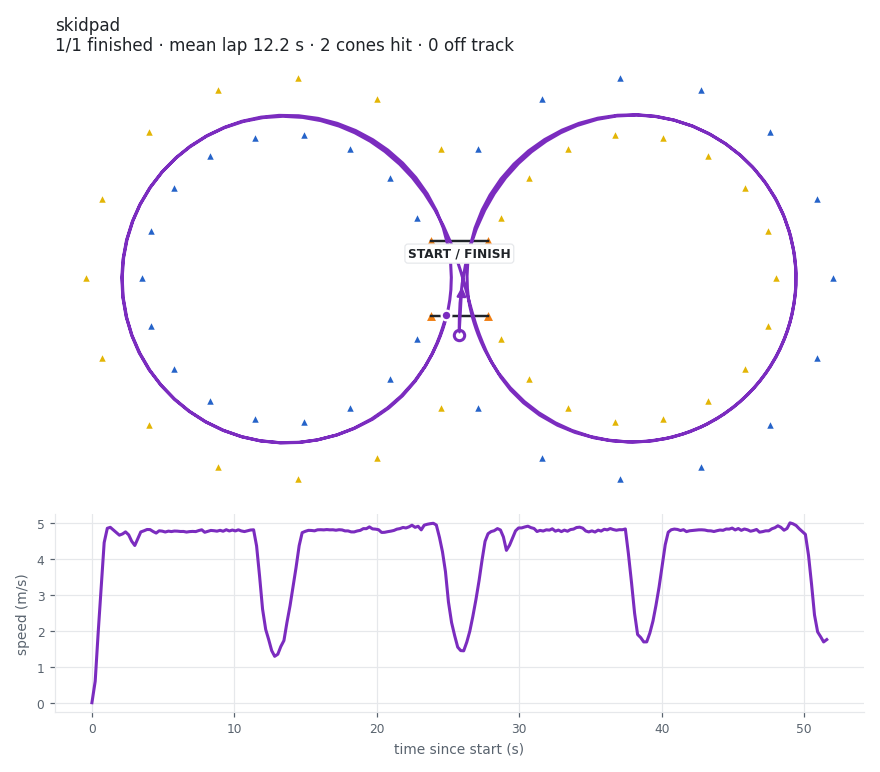 skidpad
1/1 finished · mean lap 12.2 s · 2 cones hit · 0 off track
START / FINISH
speed (m/s)
5
4
3
2
1
0
0 10 20 30 40 50
time since start (s)